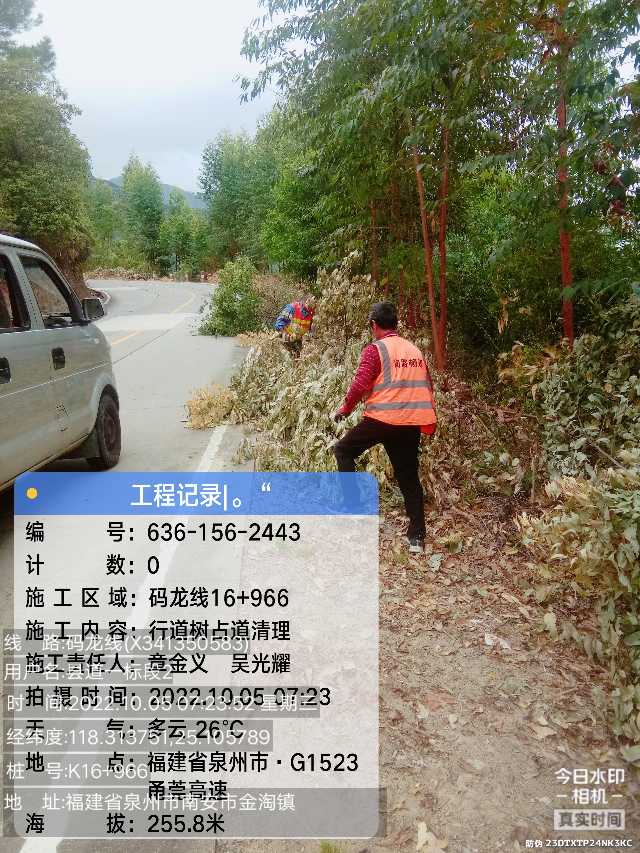 工程记录|。“
编号：636-156-2443
计数：0
施工区域：码龙线16+966
线 路:码龙线(X341350583)
施工内容：行道树占道清理
用户名:县道一标段2
施工责任人：章金义 吴光耀
拍摄时间：2022.10.05 07:23
时 间:2022.10.05 07:23:52 星期三
天气：多云 26℃
经纬度:118.313751,25.105789
地点：福建省泉州市·G1523
甬莞高速
桩 号:K16+966
地 址:福建省泉州市南安市金淘镇
海拔：255.8米
今日水印
相机
真实时间
防伪 23DTXTP24NK3KC